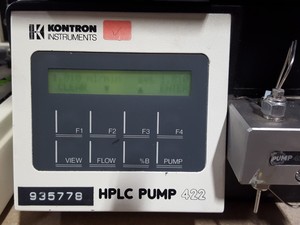 KONTRON
INSTRUMENTS
F1 F2 F3 F4
VIEW FLOW %B PUMP
935778 HPLC PUMP 422
PUMP